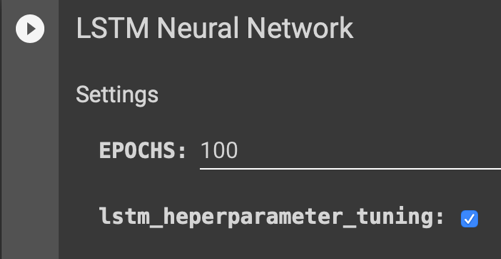 LSTM Neural Network
Settings
EPOCHS: 100
lstm_heperparameter_tuning: